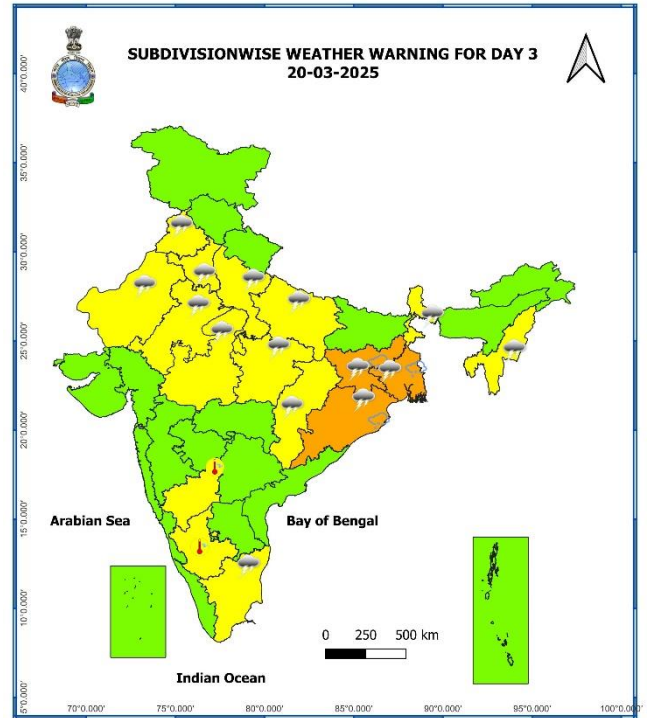 SUBDIVISIONWISE WEATHER WARNING FOR DAY 3
20-03-2025
40°0.000'
35°0.000'
30°0.000'
25°0.000'
20°0.000'
15°0.000'
10°0.000'
5°0.000'
Arabian Sea
Bay of Bengal
Indian Ocean
0 250 500 km
70°0.000' 75°0.000' 80°0.000' 85°0.000' 90°0.000' 95°0.000' 100°0.000'